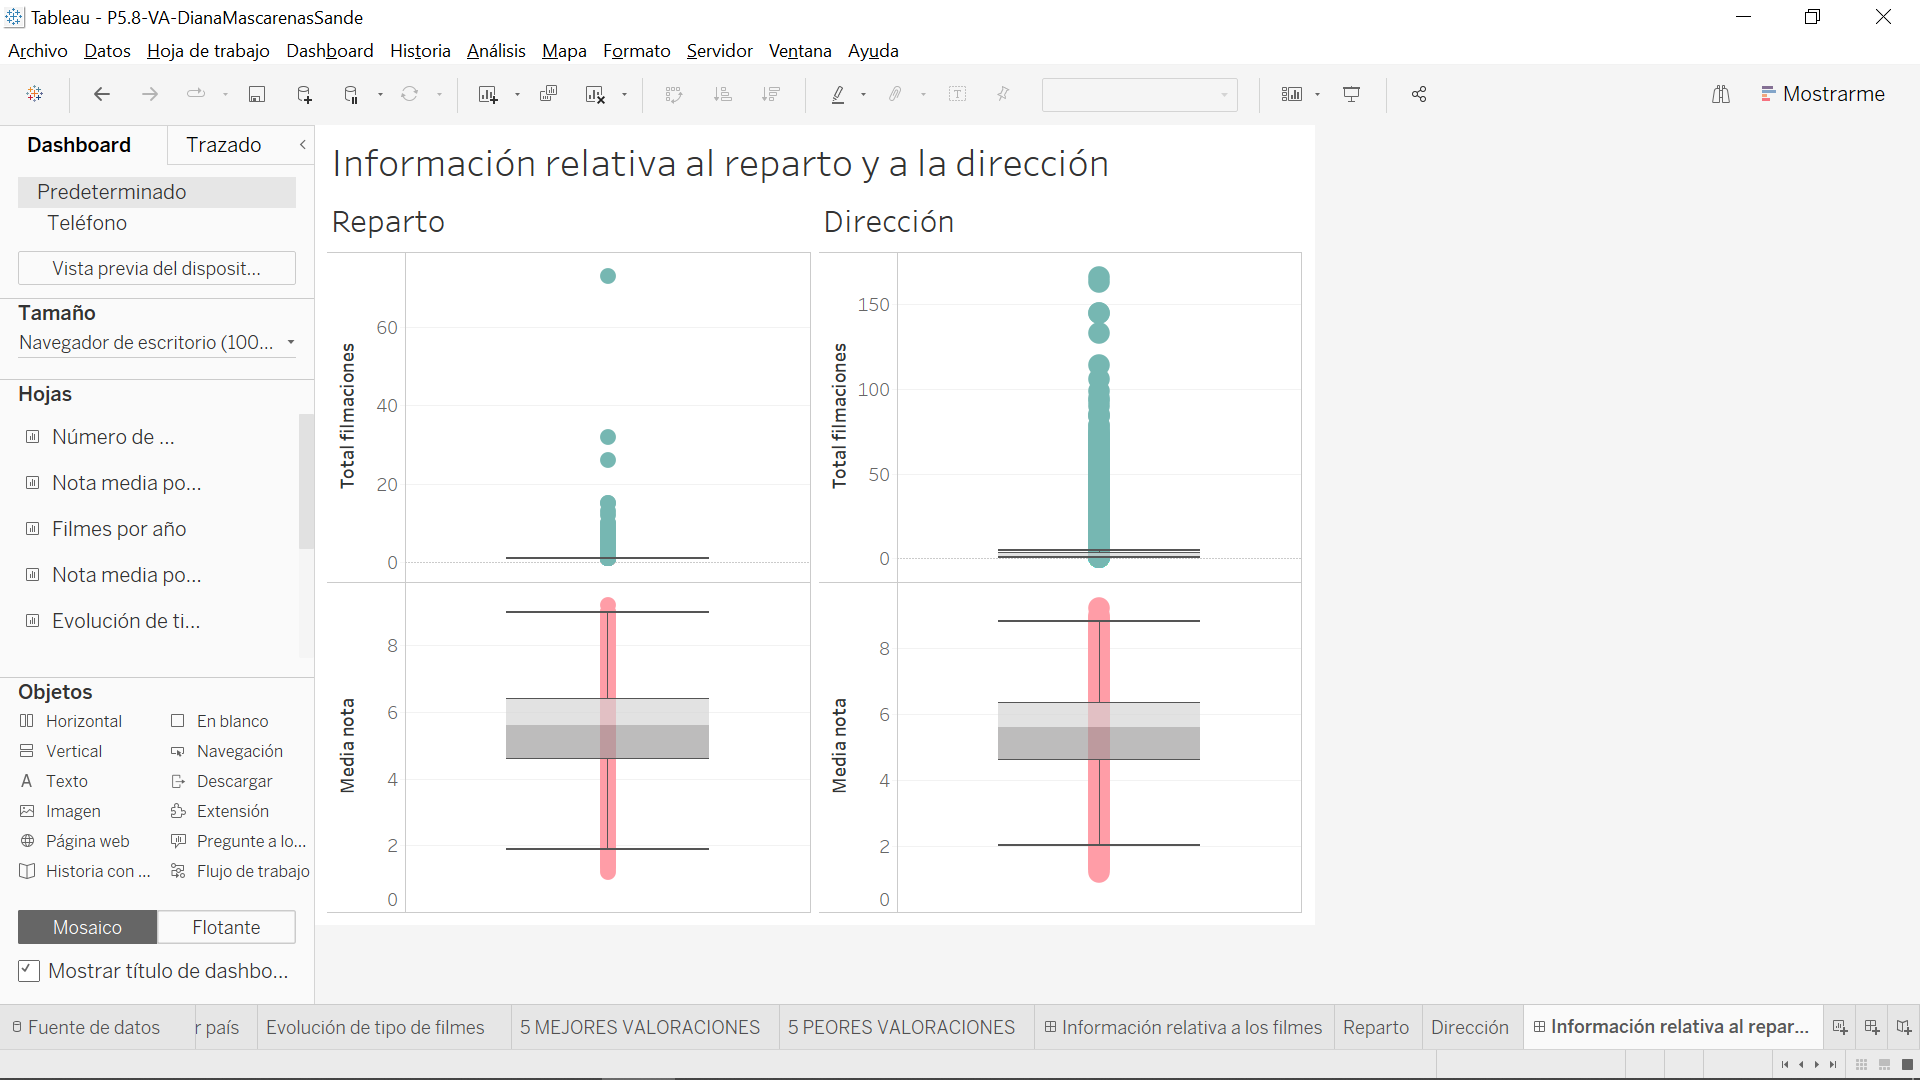 Tableau - P5.8-VA-DianaMascarenasSande
Archivo Datos Hoja de trabajo Dashboard Historia Análisis Mapa Formato Servidor Ventana Ayuda
Mostrarme
Dashboard Trazado
Predeterminado
Teléfono
Vista previa del disposit...
Tamaño
Navegador de escritorio (100...
Hojas
Número de ...
Nota media po...
Filmes por año
Nota media po...
Evolución de ti...
Objetos
Horizontal En blanco
Vertical Navegación
Texto Descargar
Imagen Extensión
Página web Pregunte a lo...
Historia con ... Flujo de trabajo
Mosaico Flotante
Mostrar título de dashbo...
Información relativa al reparto y a la dirección
Reparto
Total filmaciones
60
40
20
0
Media nota
8
6
4
2
0
Dirección
Total filmaciones
150
100
50
0
Media nota
8
6
4
2
0
Fuente de datos r país Evolución de tipo de filmes 5 MEJORES VALORACIONES 5 PEORES VALORACIONES Información relativa a los filmes Reparto Dirección Información relativa al repar...